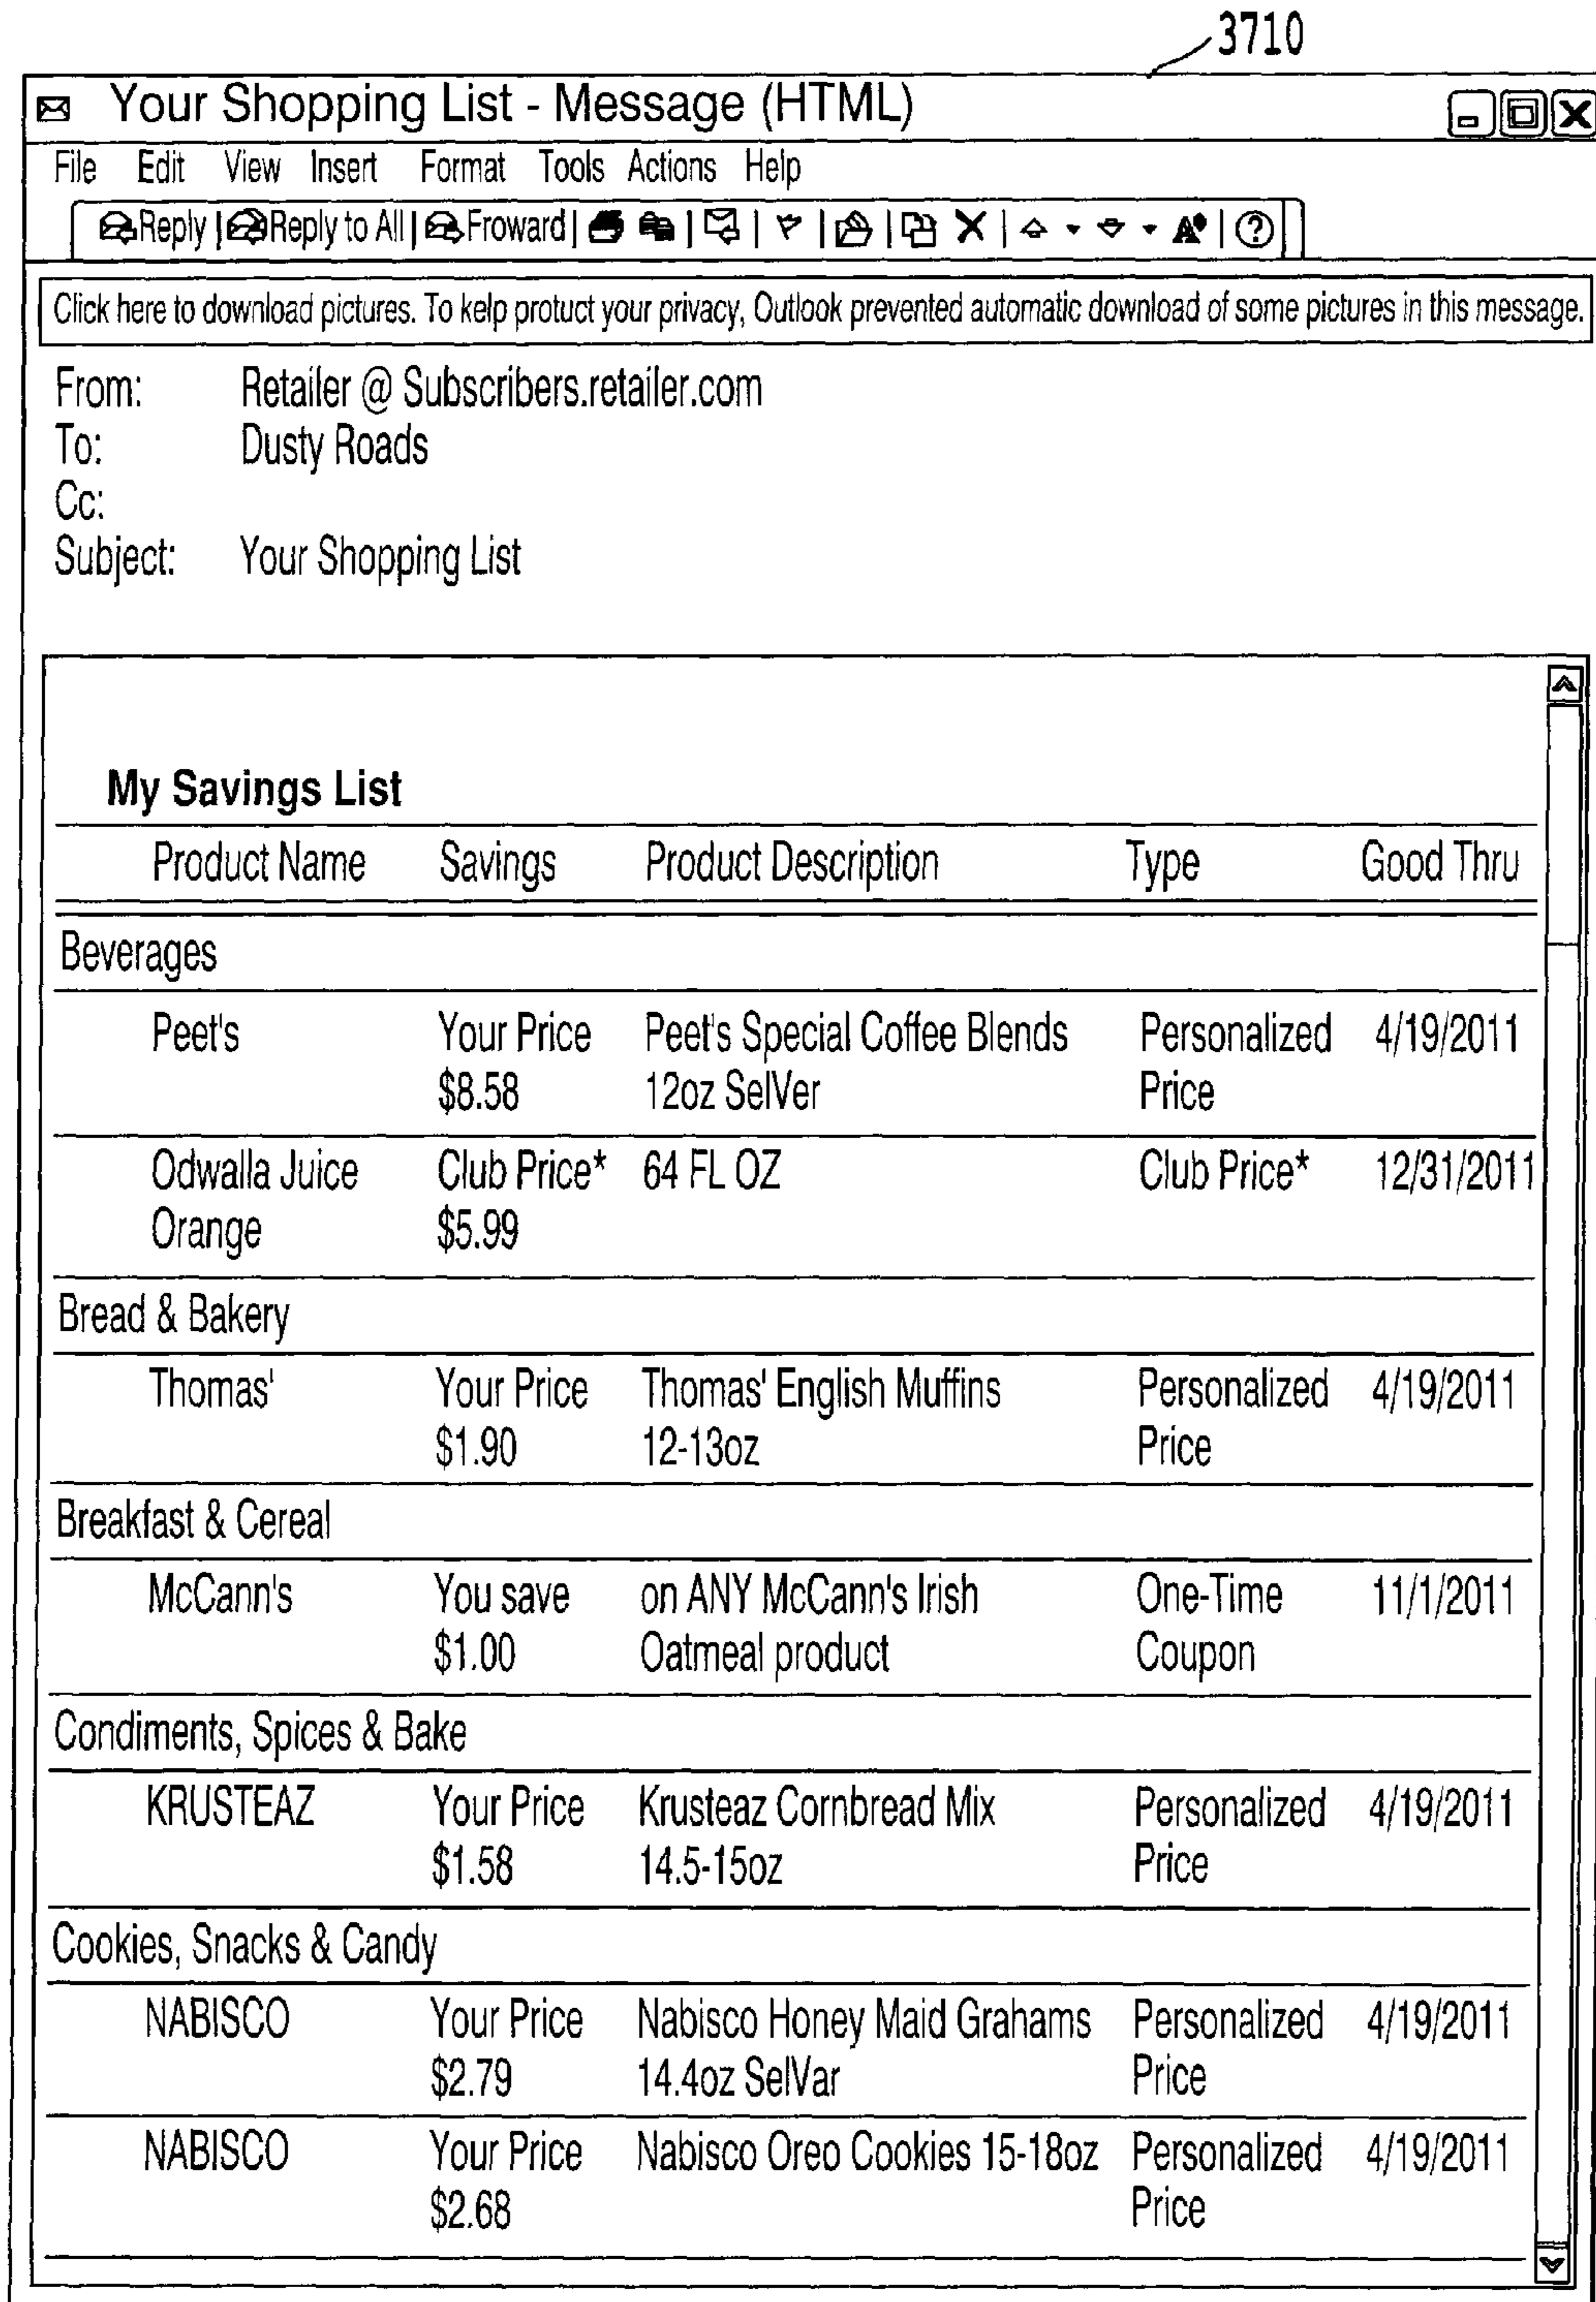 3710
Your Shopping List - Message (HTML)
File Edit View Insert Format Tools Actions Help
Reply | Reply to All | Froward
Click here to download pictures. To kelp protuct your privacy, Outlook prevented automatic download of some pictures in this message.
From: Retailer @ Subscribers.retailer.com
To: Dusty Roads
Cc:
Subject: Your Shopping List
My Savings List
Product Name Savings Product Description Type Good Thru
Beverages
Peet's Your Price Peet's Special Coffee Blends Personalized 4/19/2011
$8.58 12oz SelVer Price
Odwalla Juice Club Price* 64 FL OZ Club Price* 12/31/2011
Orange $5.99
Bread & Bakery
Thomas' Your Price Thomas' English Muffins Personalized 4/19/2011
$1.90 12-13oz Price
Breakfast & Cereal
McCann's You save on ANY McCann's Irish One-Time 11/1/2011
$1.00 Oatmeal product Coupon
Condiments, Spices & Bake
KRUSTEAZ Your Price Krusteaz Cornbread Mix Personalized 4/19/2011
$1.58 14.5-15oz Price
Cookies, Snacks & Candy
NABISCO Your Price Nabisco Honey Maid Grahams Personalized 4/19/2011
$2.79 14.4oz SelVar Price
NABISCO Your Price Nabisco Oreo Cookies 15-18oz Personalized 4/19/2011
$2.68 Price